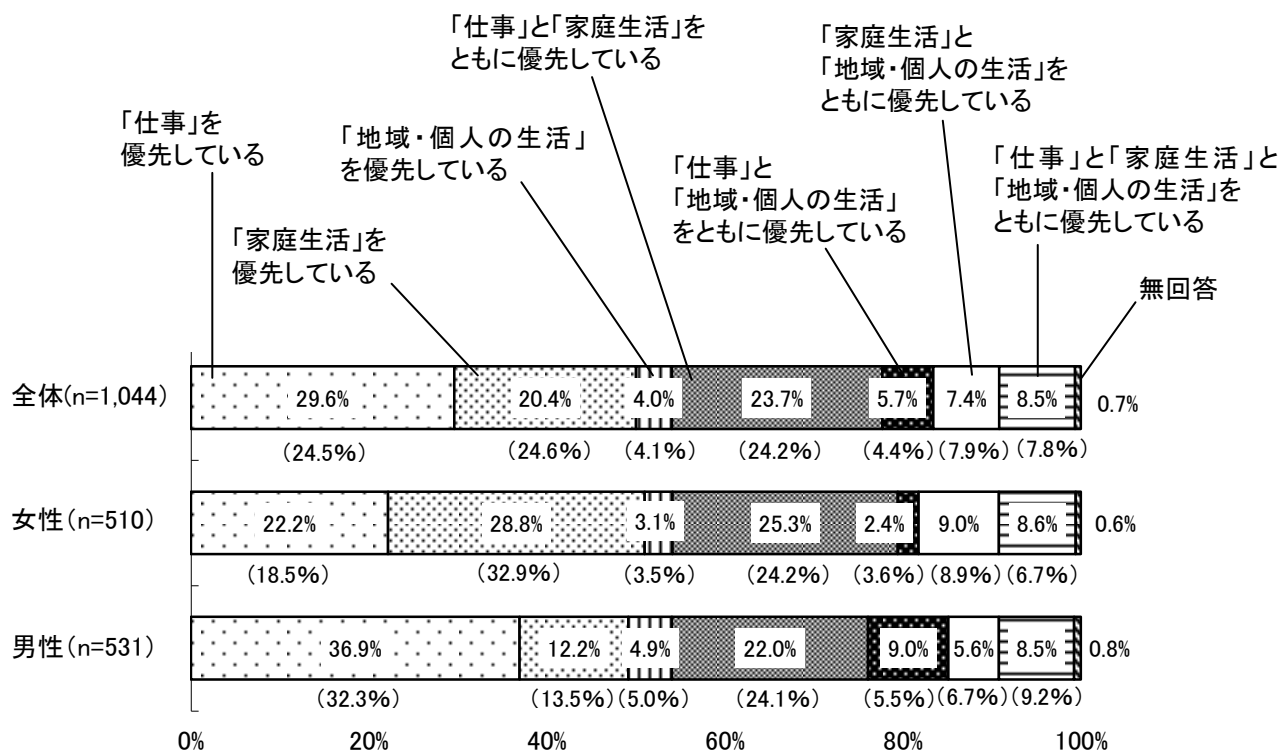 「仕事」と「家庭生活」を
ともに優先している
「家庭生活」と
「地域・個人の生活」を
ともに優先している
「仕事」を
優先している
「地域・個人の生活」
を優先している
「仕事」と
「地域・個人の生活」
をともに優先している
「仕事」と「家庭生活」と
「地域・個人の生活」を
ともに優先している
「家庭生活」を
優先している
無回答
全体(n=1,044) 29.6% 20.4% 4.0% 23.7% 5.7% 7.4% 8.5% 0.7%
(24.5%) (24.6%) (4.1%) (24.2%) (4.4%) (7.9%) (7.8%)
女性(n=510) 22.2% 28.8% 3.1% 25.3% 2.4% 9.0% 8.6% 0.6%
(18.5%) (32.9%) (3.5%) (24.2%) (3.6%) (8.9%) (6.7%)
男性(n=531) 36.9% 12.2% 4.9% 22.0% 9.0% 5.6% 8.5% 0.8%
(32.3%) (13.5%) (5.0%) (24.1%) (5.5%) (6.7%) (9.2%)
0% 20% 40% 60% 80% 100%